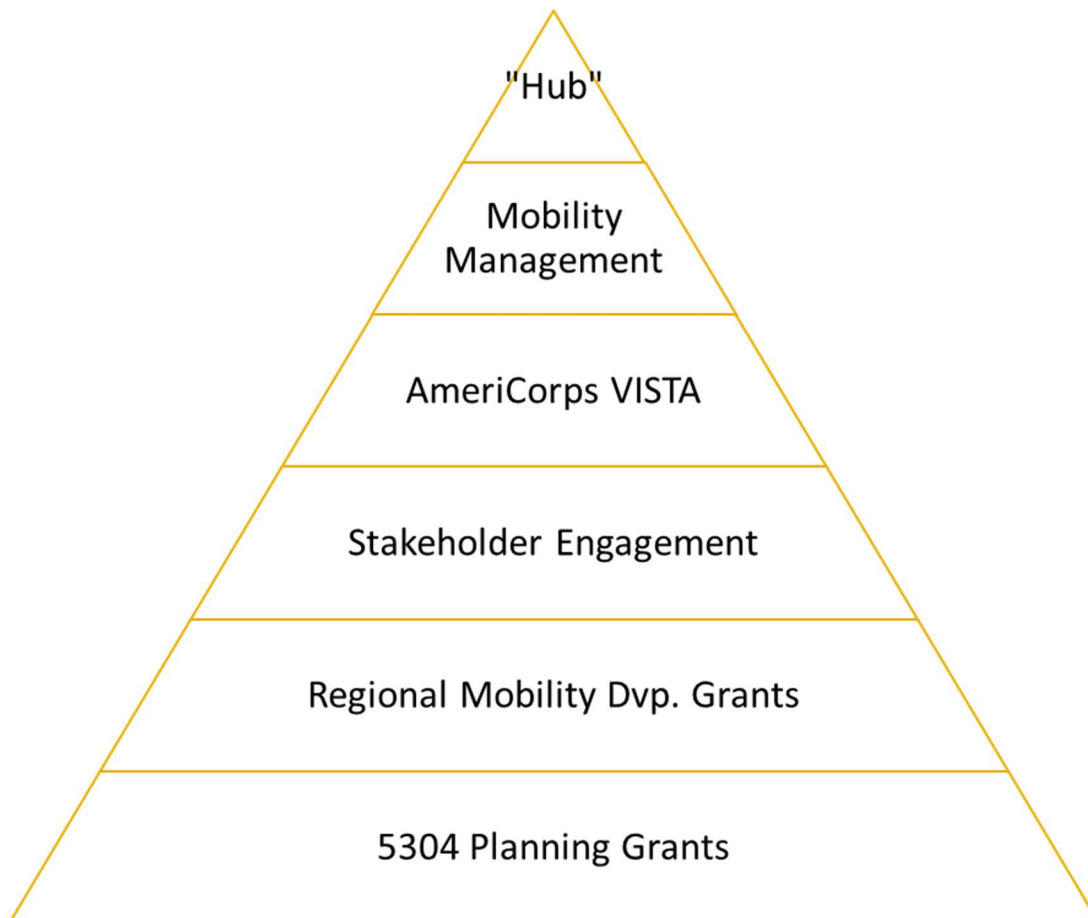 "Hub"
Mobility
Management
AmeriCorps VISTA
Stakeholder Engagement
Regional Mobility Dvp. Grants
5304 Planning Grants